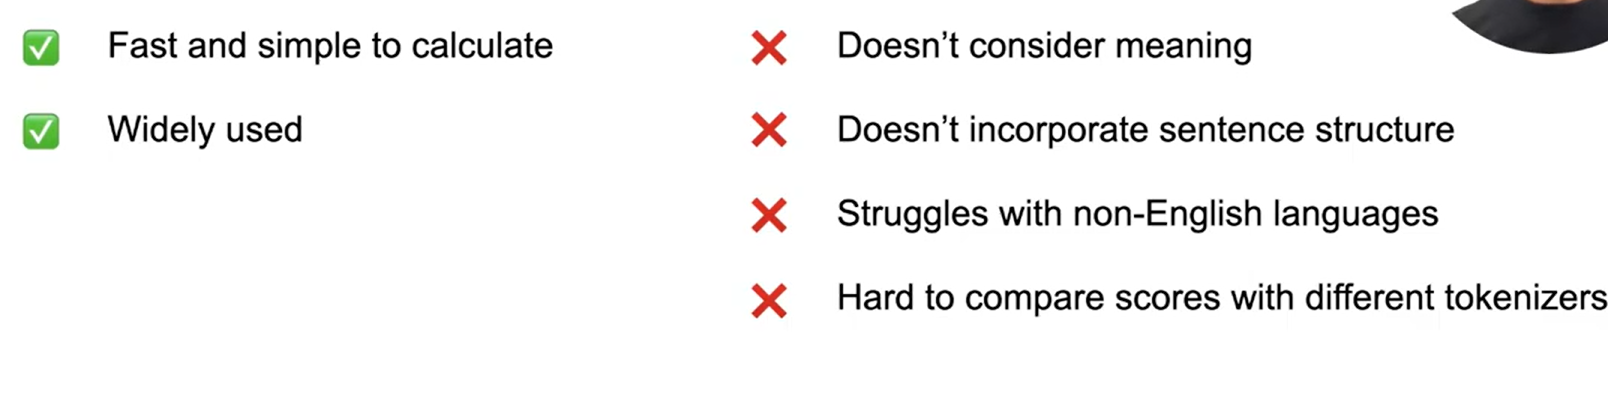 Fast and simple to calculate
Widely used
Doesn’t consider meaning
Doesn’t incorporate sentence structure
Struggles with non-English languages
Hard to compare scores with different tokenizers